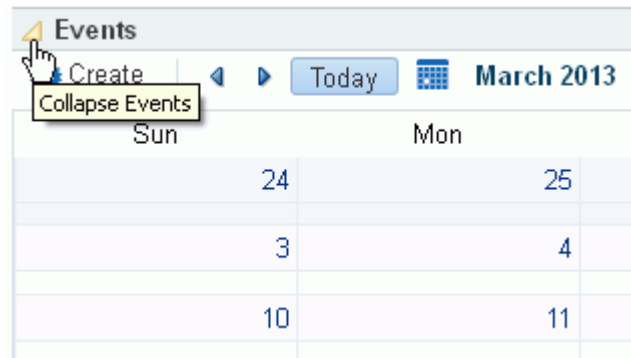 Events
Create Today March 2013
Collapse Events
Sun Mon
24 25
3 4
10 11